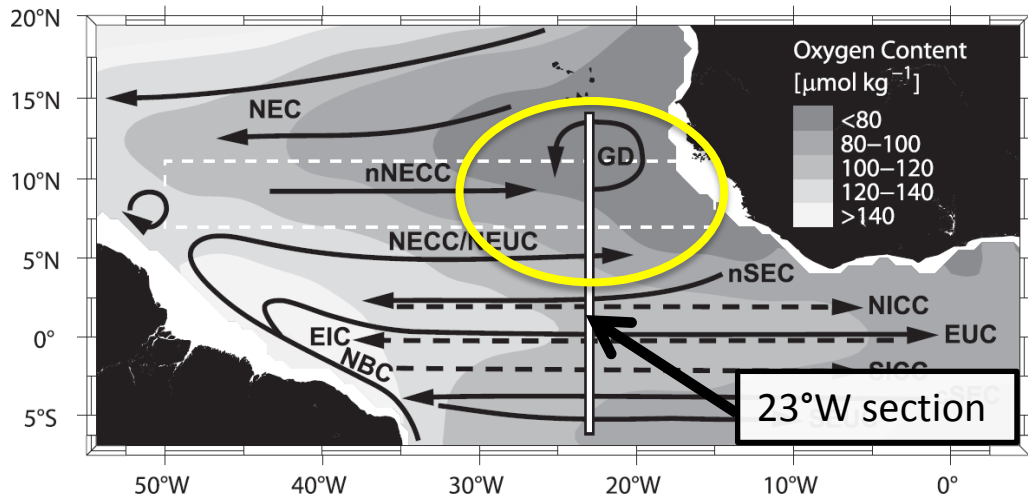 20°N
15°N
10°N
5°N
0°
5°S
50°W
40°W
30°W
20°W
10°W
0°
Oxygen Content
[μmol kg⁻¹]
<80
80–100
100–120
120–140
>140
NEC
GD
nNECC
NECC/NEUC
nSEC
NICC
EIC
EUC
NBC
SICC
23°W section